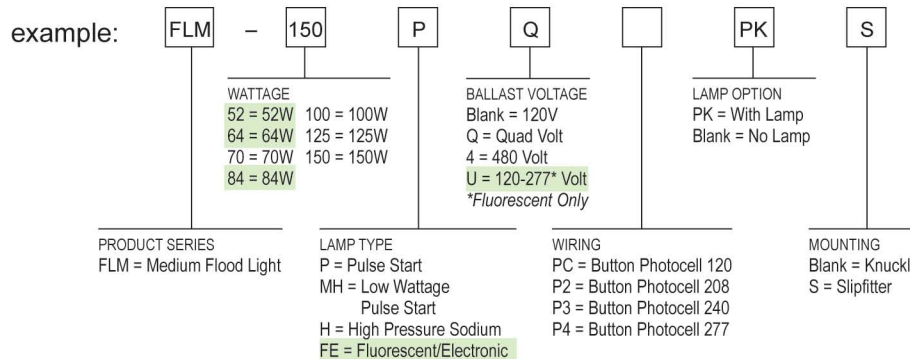 example: FLM – 150 P Q PK S
WATTAGE
52 = 52W 100 = 100W
64 = 64W 125 = 125W
70 = 70W 150 = 150W
84 = 84W
BALLAST VOLTAGE
Blank = 120V
Q = Quad Volt
4 = 480 Volt
U = 120-277* Volt
*Fluorescent Only
LAMP OPTION
PK = With Lamp
Blank = No Lamp
PRODUCT SERIES
FLM = Medium Flood Light
LAMP TYPE
P = Pulse Start
MH = Low Wattage
Pulse Start
H = High Pressure Sodium
FE = Fluorescent/Electronic
WIRING
PC = Button Photocell 120
P2 = Button Photocell 208
P3 = Button Photocell 240
P4 = Button Photocell 277
MOUNTING
Blank = Knuckl
S = Slipfitter